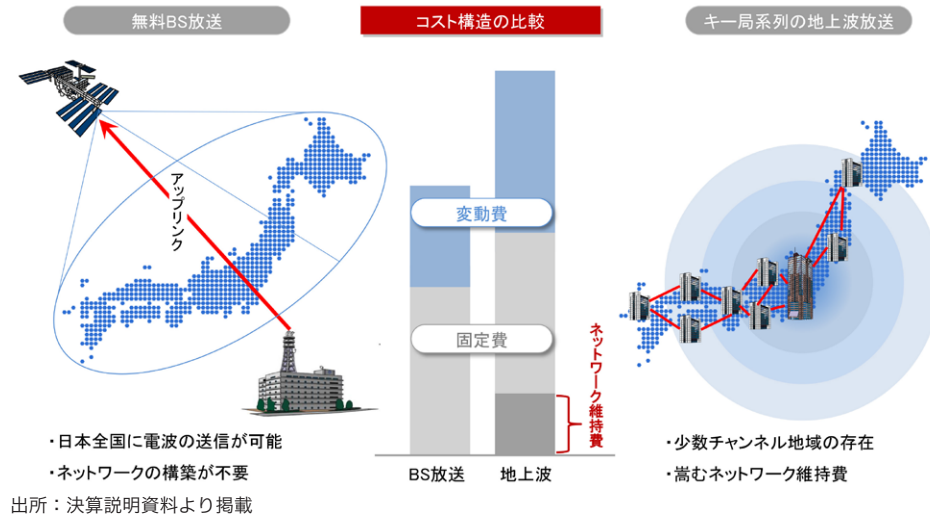 無料BS放送
コスト構造の比較
キー局系列の地上波放送
アップリンク
変動費
固定費
ネットワーク維持費
BS放送
地上波
・日本全国に電波の送信が可能
・ネットワークの構築が不要
・少数チャンネル地域の存在
・嵩むネットワーク維持費
出所：決算説明資料より掲載